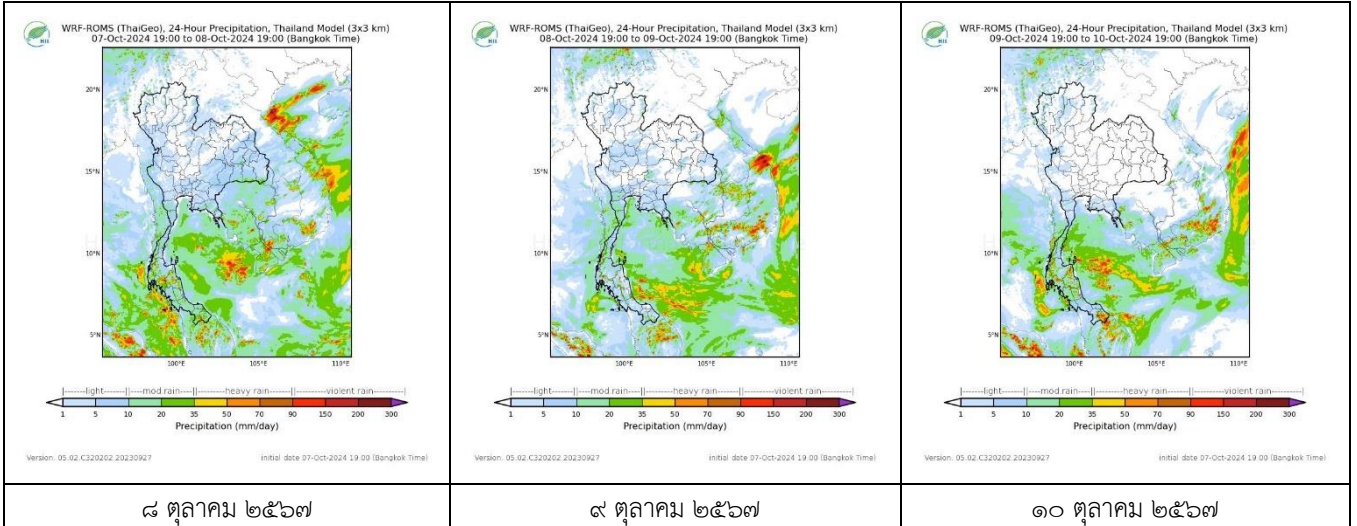 WRF-ROMS (ThaiGeo), 24-Hour Precipitation, Thailand Model (3x3 km)
07-Oct-2024 19:00 to 08-Oct-2024 19:00 (Bangkok Time)
20°N
15°N
10°N
5°N
100°E 105°E 110°E
|-------light-------||---mod rain---||-------heavy rain-------||-------violent rain-------|
1 5 10 20 35 50 70 90 150 200 300
Precipitation (mm/day)
Version: 05.02.C320202.20230927 initial date 07-Oct-2024 19:00 (Bangkok Time)
๘ ตุลาคม ๒๕๖๗
WRF-ROMS (ThaiGeo), 24-Hour Precipitation, Thailand Model (3x3 km)
08-Oct-2024 19:00 to 09-Oct-2024 19:00 (Bangkok Time)
20°N
15°N
10°N
5°N
100°E 105°E 110°E
|-------light-------||---mod rain---||-------heavy rain-------||-------violent rain-------|
1 5 10 20 35 50 70 90 150 200 300
Precipitation (mm/day)
Version: 05.02.C320202.20230927 initial date 07-Oct-2024 19:00 (Bangkok Time)
๙ ตุลาคม ๒๕๖๗
WRF-ROMS (ThaiGeo), 24-Hour Precipitation, Thailand Model (3x3 km)
09-Oct-2024 19:00 to 10-Oct-2024 19:00 (Bangkok Time)
20°N
15°N
10°N
5°N
100°E 105°E 110°E
|-------light-------||---mod rain---||-------heavy rain-------||-------violent rain-------|
1 5 10 20 35 50 70 90 150 200 300
Precipitation (mm/day)
Version: 05.02.C320202.20230927 initial date 07-Oct-2024 19:00 (Bangkok Time)
๑๐ ตุลาคม ๒๕๖๗